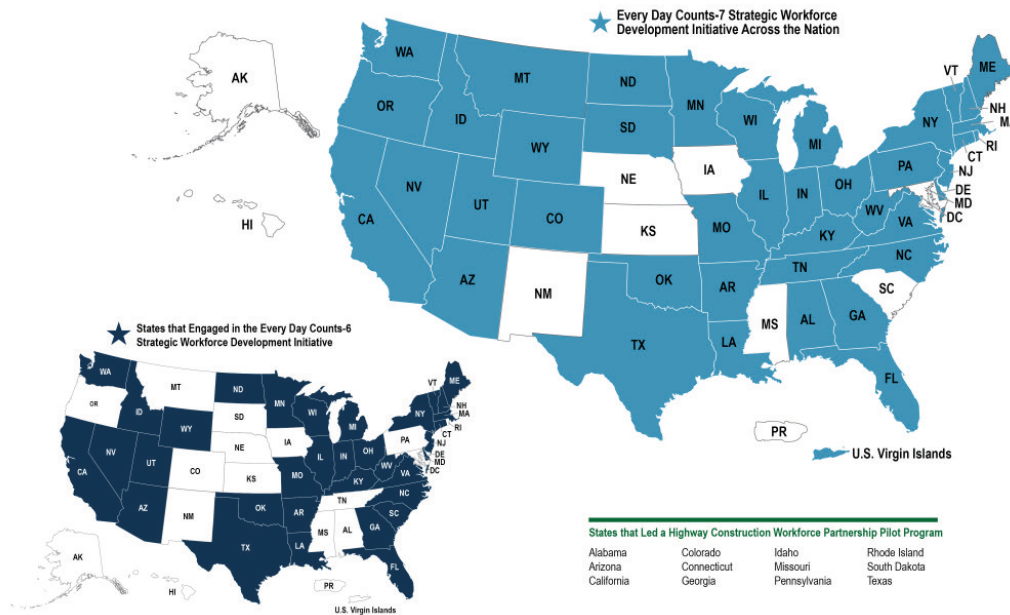 Every Day Counts-7 Strategic Workforce
Development Initiative Across the Nation
WA
MT
ND
MN
VT
ME
AK
OR
ID
SD
WI
MI
NY
NH
MA
WY
RI
CT
NV
NE
IA
PA
NJ
UT
CO
IL
IN
OH
DE
MD
DC
CA
KS
MO
WV
VA
KY
HI
AZ
NM
OK
AR
TN
NC
SC
MS
AL
GA
TX
LA
FL
PR
U.S. Virgin Islands
States that Engaged in the Every Day Counts-6
Strategic Workforce Development Initiative
WA
MT
ND
MN
VT
ME
OR
ID
SD
WI
MI
NY
NH
MA
WY
RI
CT
NV
NE
IA
PA
NJ
UT
CO
IL
IN
OH
DE
MD
DC
CA
KS
MO
WV
VA
KY
AZ
NM
OK
AR
TN
NC
SC
MS
AL
GA
TX
LA
FL
AK
HI
PR
U.S. Virgin Islands
States that Led a Highway Construction Workforce Partnership Pilot Program
Alabama Colorado Idaho Rhode Island
Arizona Connecticut Missouri South Dakota
California Georgia Pennsylvania Texas